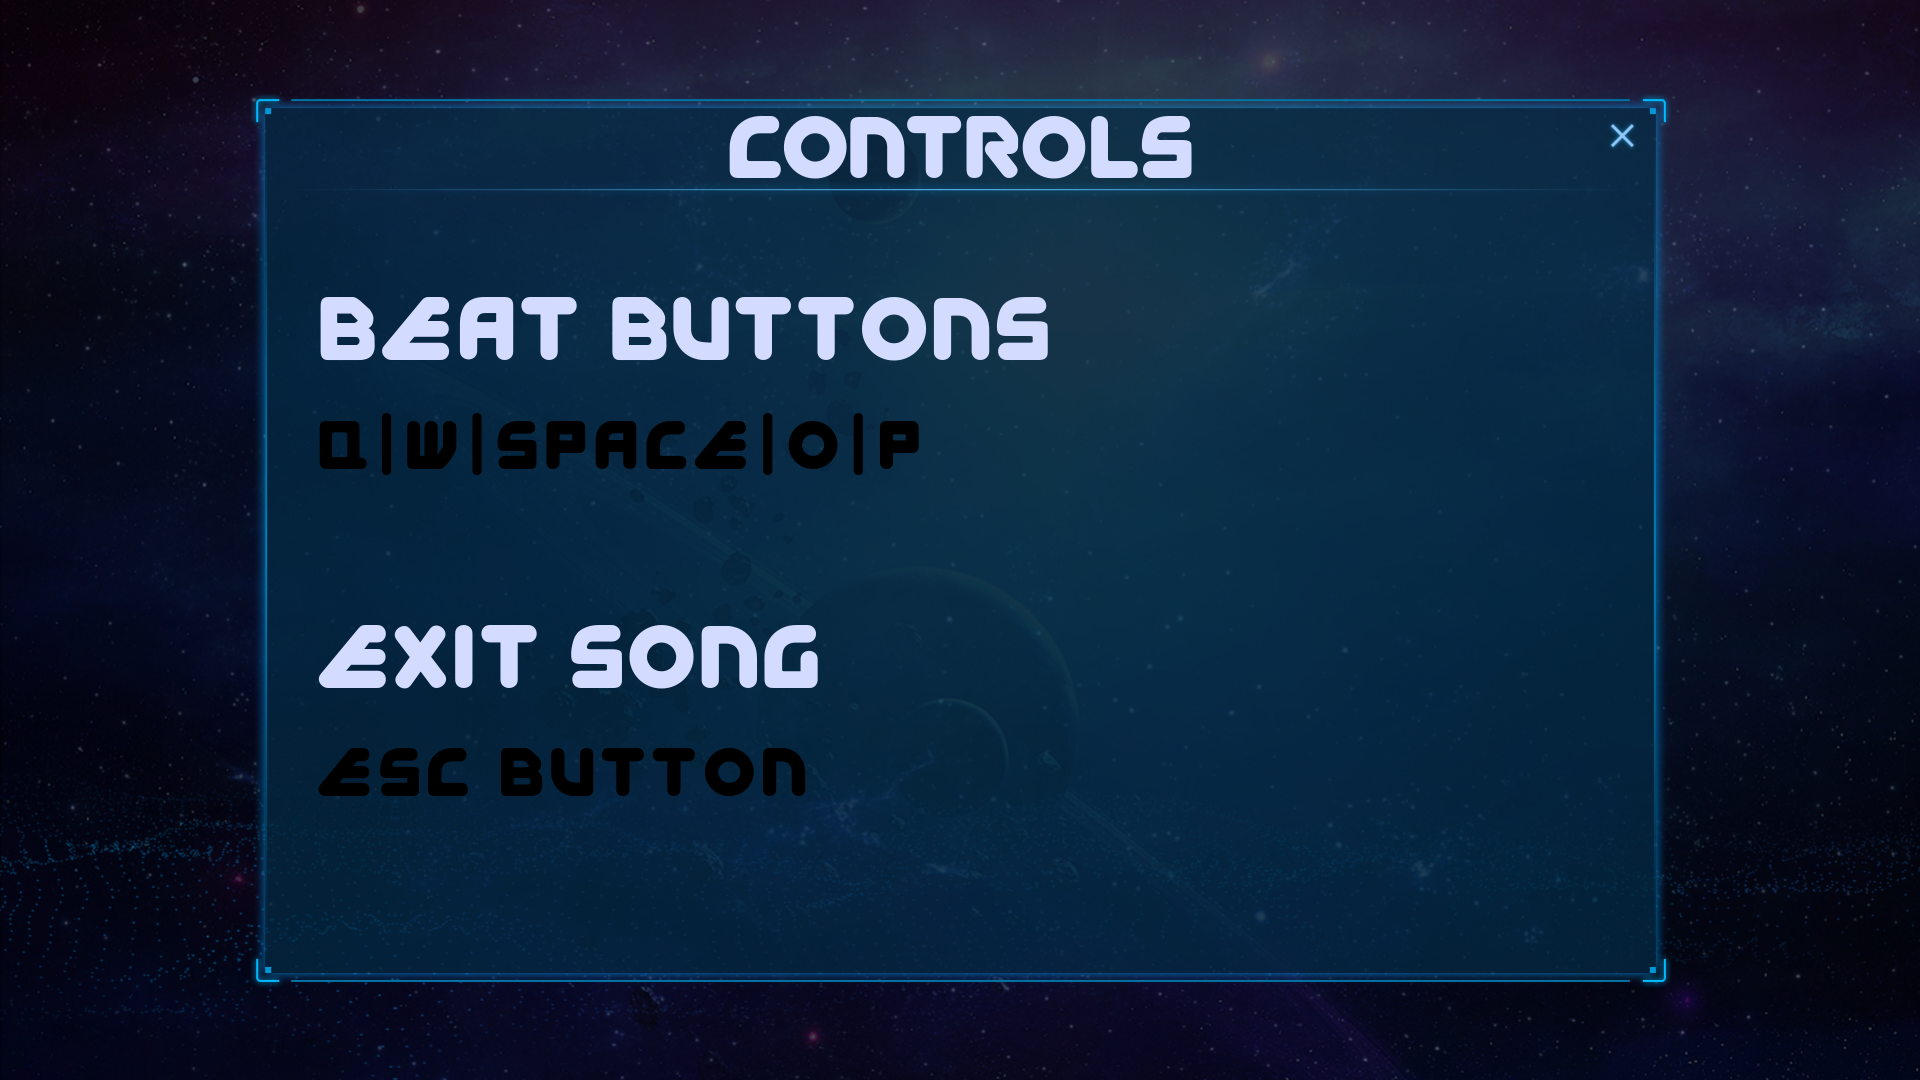 CONTROLS
BEAT BUTTONS
Q|W|SPACE|O|P
EXIT SONG
ESC BUTTON